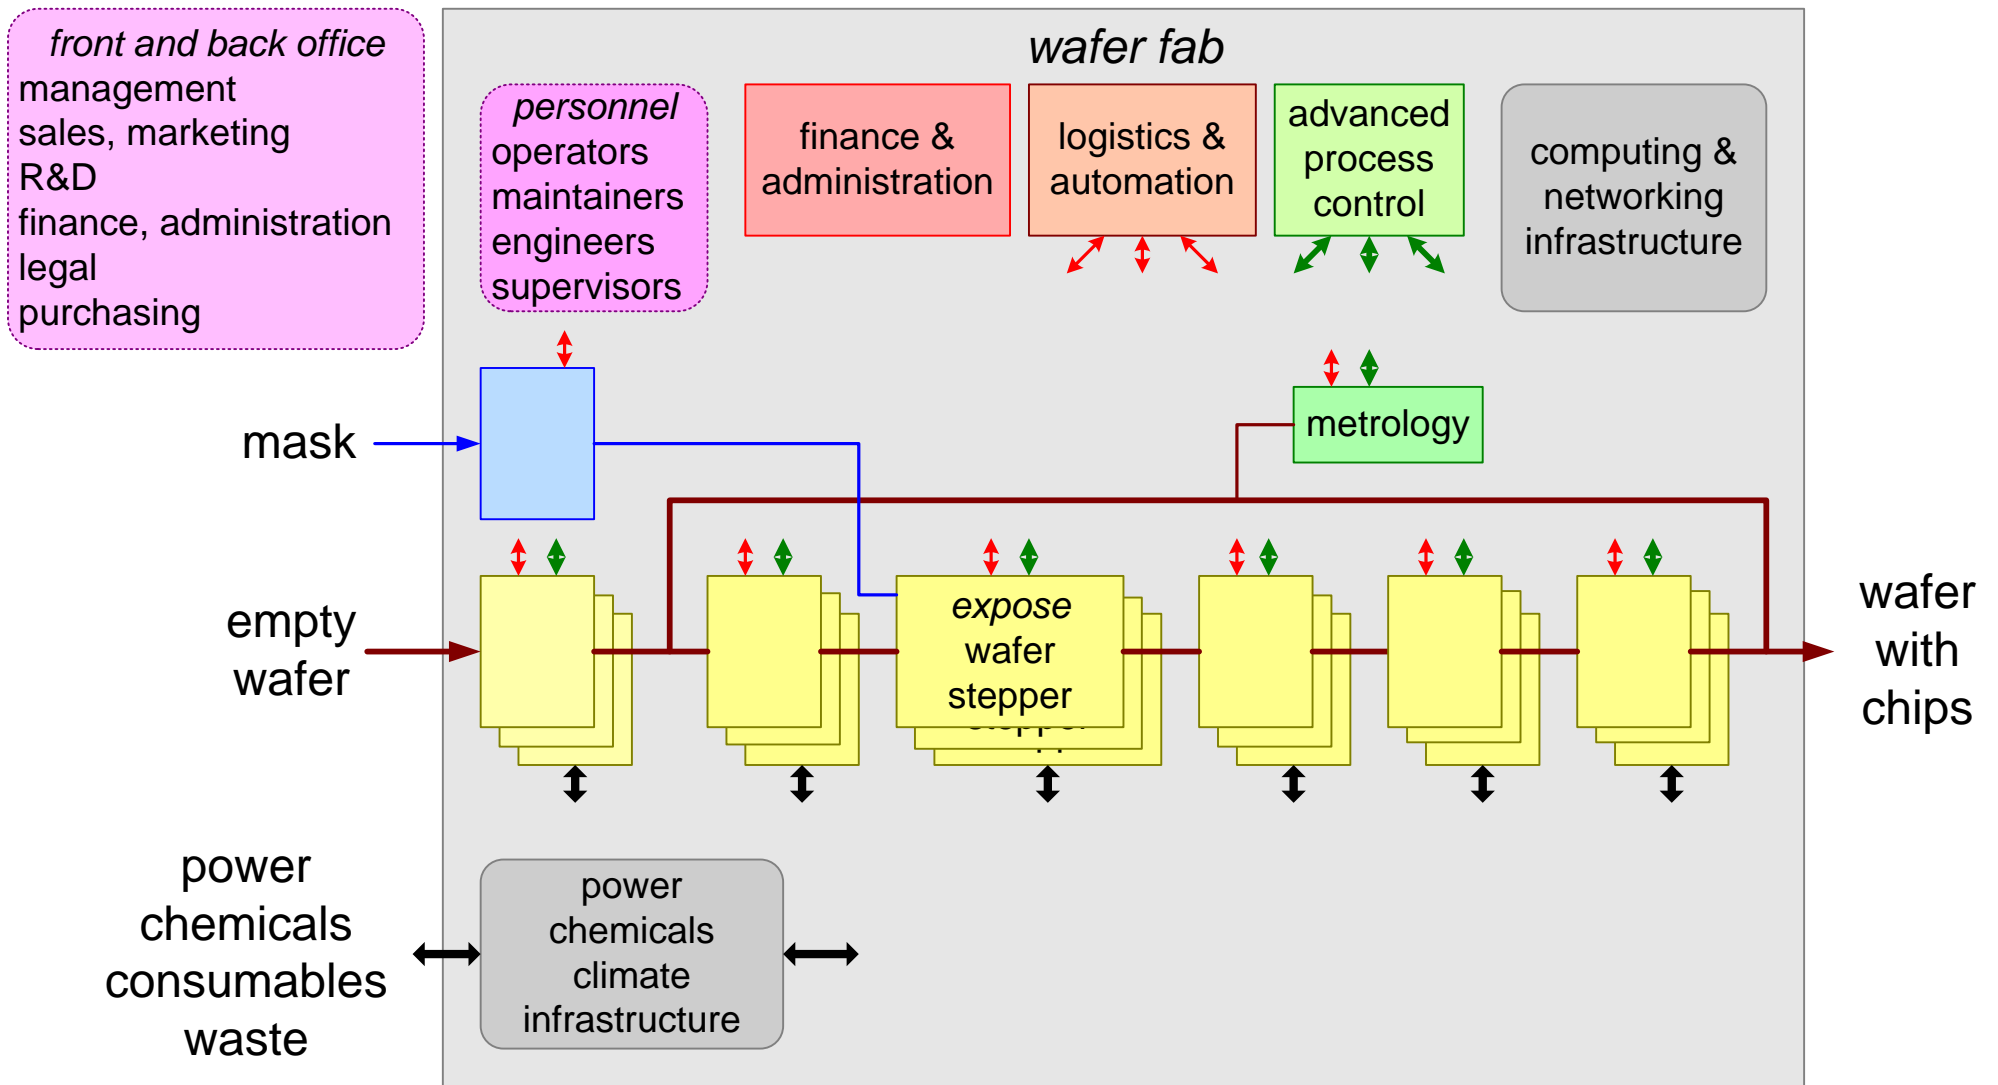 front and back office
management
sales, marketing
R&D
finance, administration
legal
purchasing
wafer fab
personnel
operators
maintainers
engineers
supervisors
finance &
administration
logistics &
automation
advanced
process
control
computing &
networking
infrastructure
mask
metrology
empty
wafer
expose
wafer
stepper
wafer
with
chips
power
chemicals
consumables
waste
power
chemicals
climate
infrastructure